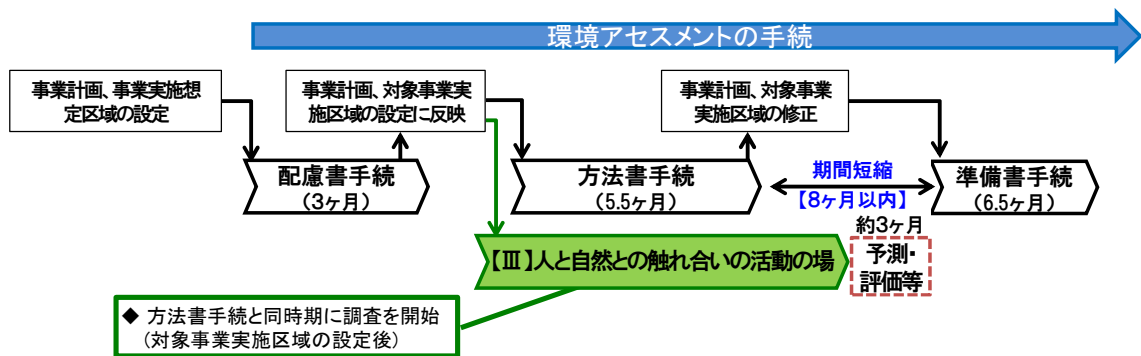 環境アセスメントの手続
事業計画、事業実施想
定区域の設定
事業計画、対象事業実
施区域の設定に反映
事業計画、対象事業
実施区域の修正
配慮書手続
(3ヶ月)
方法書手続
(5.5ヶ月)
期間短縮
【8ヶ月以内】
準備書手続
(6.5ヶ月)
約3ヶ月
【Ⅲ】人と自然との触れ合いの活動の場
予測・
評価等
◆ 方法書手続と同時期に調査を開始
(対象事業実施区域の設定後)